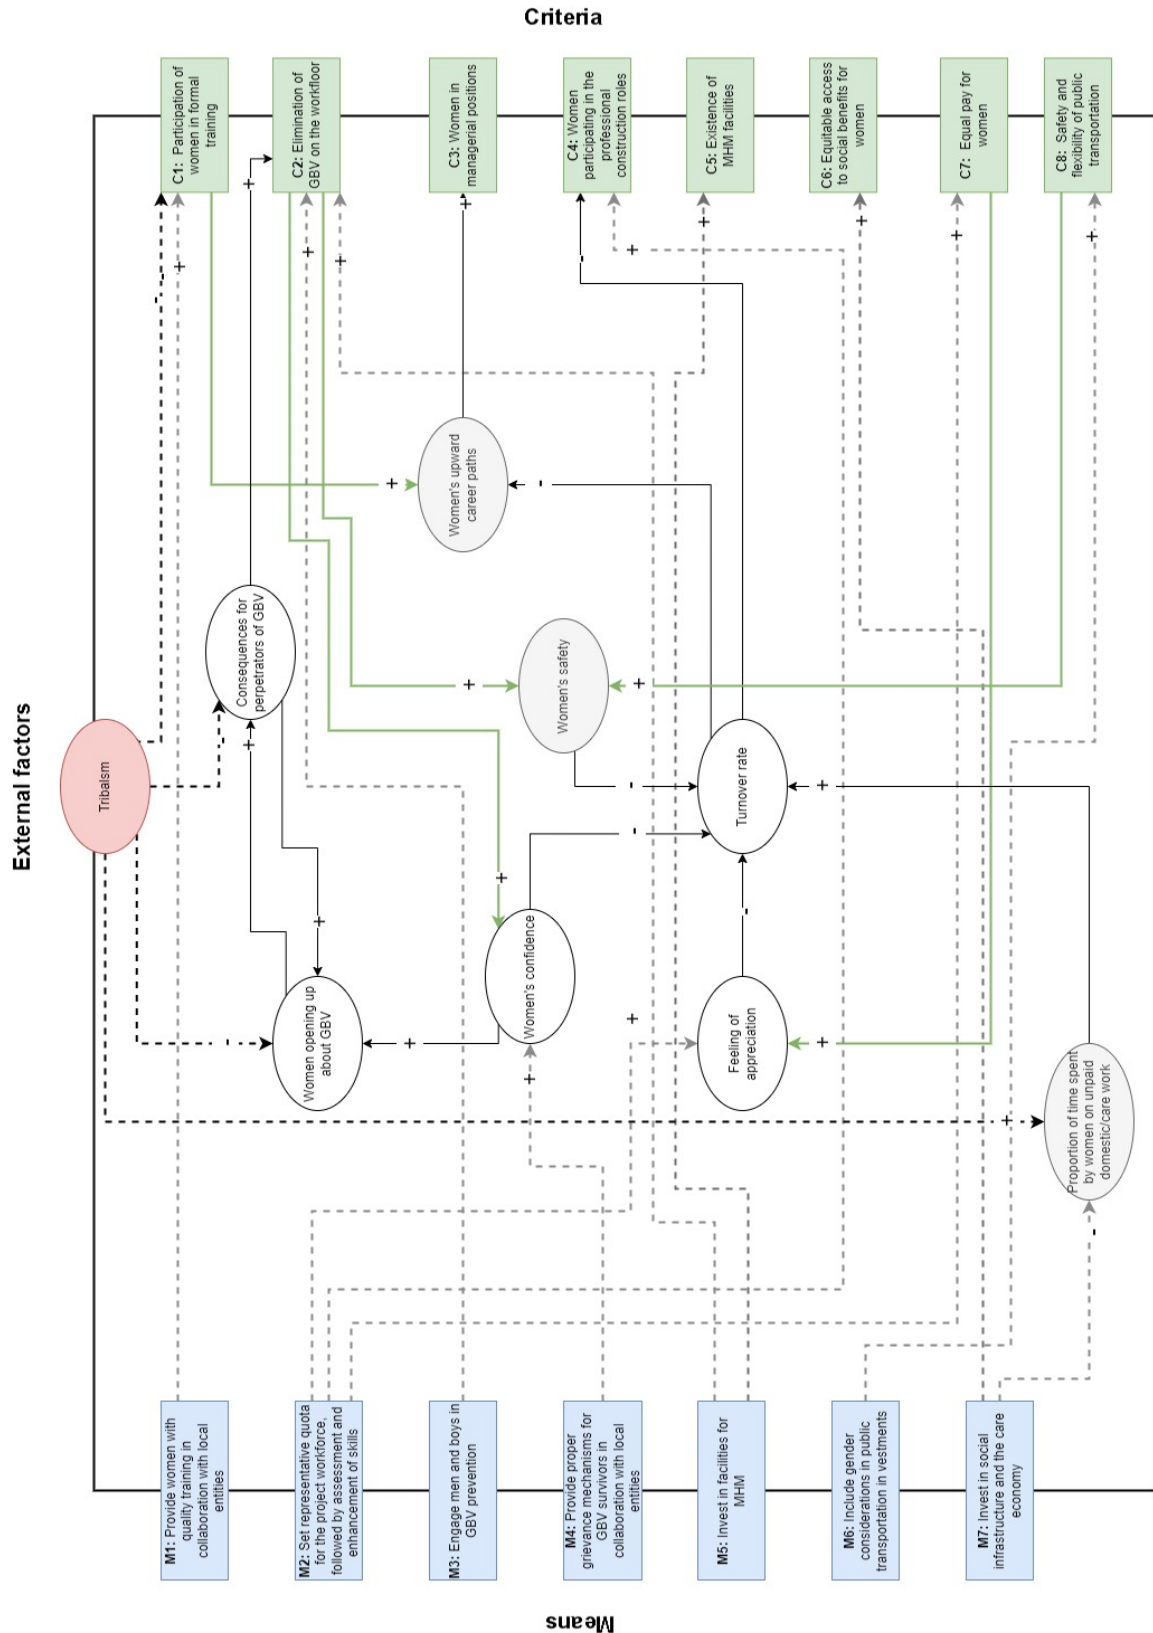 Criteria
External factors
Means
C1: Participation of
women in formal
training
C2: Elimination of
GBV on the workfloor
C3: Women in
managerial positions
C4: Women
participating in the
professional
construction roles
C5: Existence of
MHM facilities
C6: Equitable access
to social benefits for
women
C7: Equal pay for
women
C8: Safety and
flexibility of public
transportation
Tribalsm
Consequences for
perpetrators of GBV
Women opening up
about GBV
Women's upward
career paths
Women's safety
Women's confidence
Turnover rate
Feeling of
appreciation
Proportion of time spent
by women on unpaid
domestic/care work
M1: Provide women with
quality training in
collaboration with local
entities
M2: Set representative quota
for the project workforce,
followed by assessment and
enhancement of skills
M3: Engage men and boys in
GBV prevention
M4: Provide proper
grievance mechanisms for
GBV survivors in
collaboration with local
entities
M5: Invest in facilities for
MHM
M6: Include gender
considerations in public
transportation in vestments
M7: Invest in social
infrastructure and the care
economy